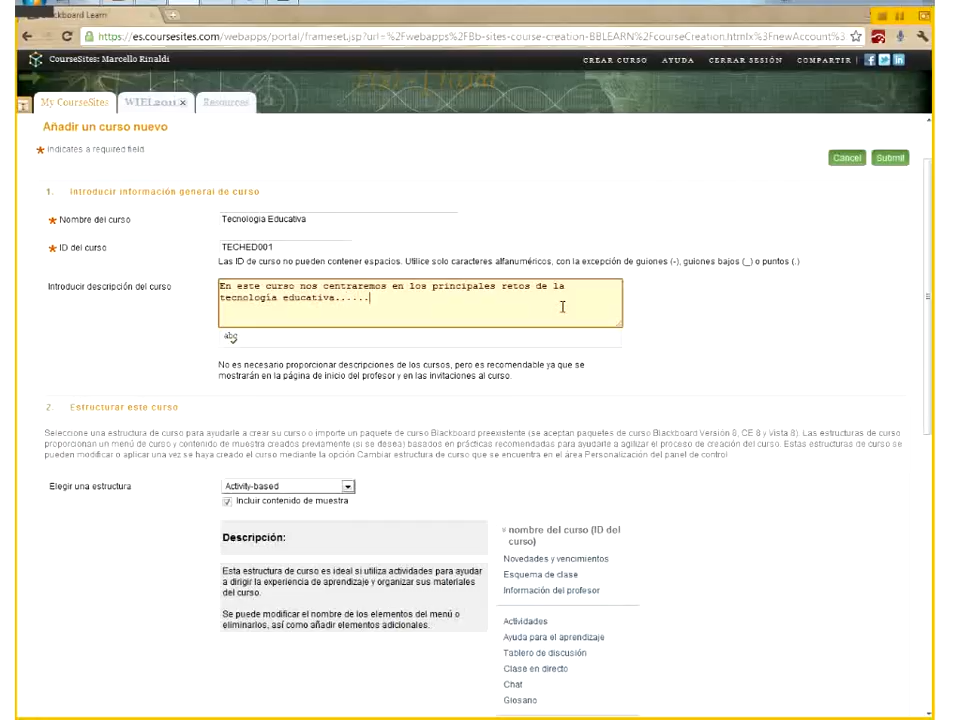 ckboard Learn
https://es.coursesites.com/webapps/portal/frameset.jsp?url=%2Fwebapps%2FBb-sites-course-creation-BBLEARN%2FcourseCreation.htmlx%3FnewAccount%3
CourseSites: Marcello Rinaldi
CREAR CURSO AYUDA CERRAR SESIÓN COMPARTIR |
My CourseSites WIEL2011 × Resources
Añadir un curso nuevo
★ Indicates a required field.
Cancel Submit
1. Introducir información general de curso
★ Nombre del curso Tecnologia Educativa
★ ID del curso TECHED001
Las ID de curso no pueden contener espacios. Utilice solo caracteres alfanuméricos, con la excepción de guiones (-), guiones bajos (_) o puntos (.)
Introducir descripción del curso En este curso nos centraremos en los principales retos de la
tecnología educativa......
abc
No es necesario proporcionar descripciones de los cursos, pero es recomendable ya que se
mostrarán en la página de inicio del profesor y en las invitaciones al curso.
2. Estructurar este curso
Seleccione una estructura de curso para ayudarle a crear su curso o importe un paquete de curso Blackboard preexistente (se aceptan paquetes de curso Blackboard Versión 8, CE 8 y Vista 8). Las estructuras de curso
proporcionan un menú de curso y contenido de muestra creados previamente (si se desea) basados en prácticas recomendadas para ayudarle a agilizar el proceso de creación del curso. Estas estructuras de curso se
pueden modificar o aplicar una vez se haya creado el curso mediante la opción Cambiar estructura de curso que se encuentra en el área Personalización del panel de control
Elegir una estructura Activity-based
Incluir contenido de muestra
Descripción:
Esta estructura de curso es ideal si utiliza actividades para ayudar
a dirigir la experiencia de aprendizaje y organizar sus materiales
del curso.
Se puede modificar el nombre de los elementos del menú o
eliminarlos, así como añadir elementos adicionales.
nombre del curso (ID del
curso)
Novedades y vencimientos
Esquema de clase
Información del profesor
Actividades
Ayuda para el aprendizaje
Tablero de discusión
Clase en directo
Chat
Glosario